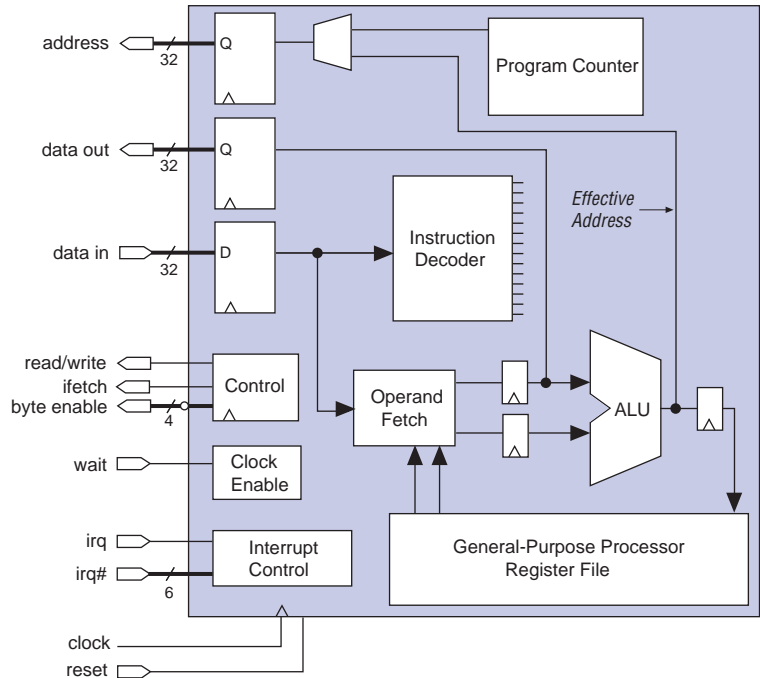 address
32
Q
Program Counter
data out
32
Q
Effective
Address
data in
32
D
Instruction
Decoder
read/write
ifetch
byte enable
4
Control
Operand
Fetch
ALU
wait
Clock
Enable
irq
irq#
6
Interrupt
Control
General-Purpose Processor
Register File
clock
reset